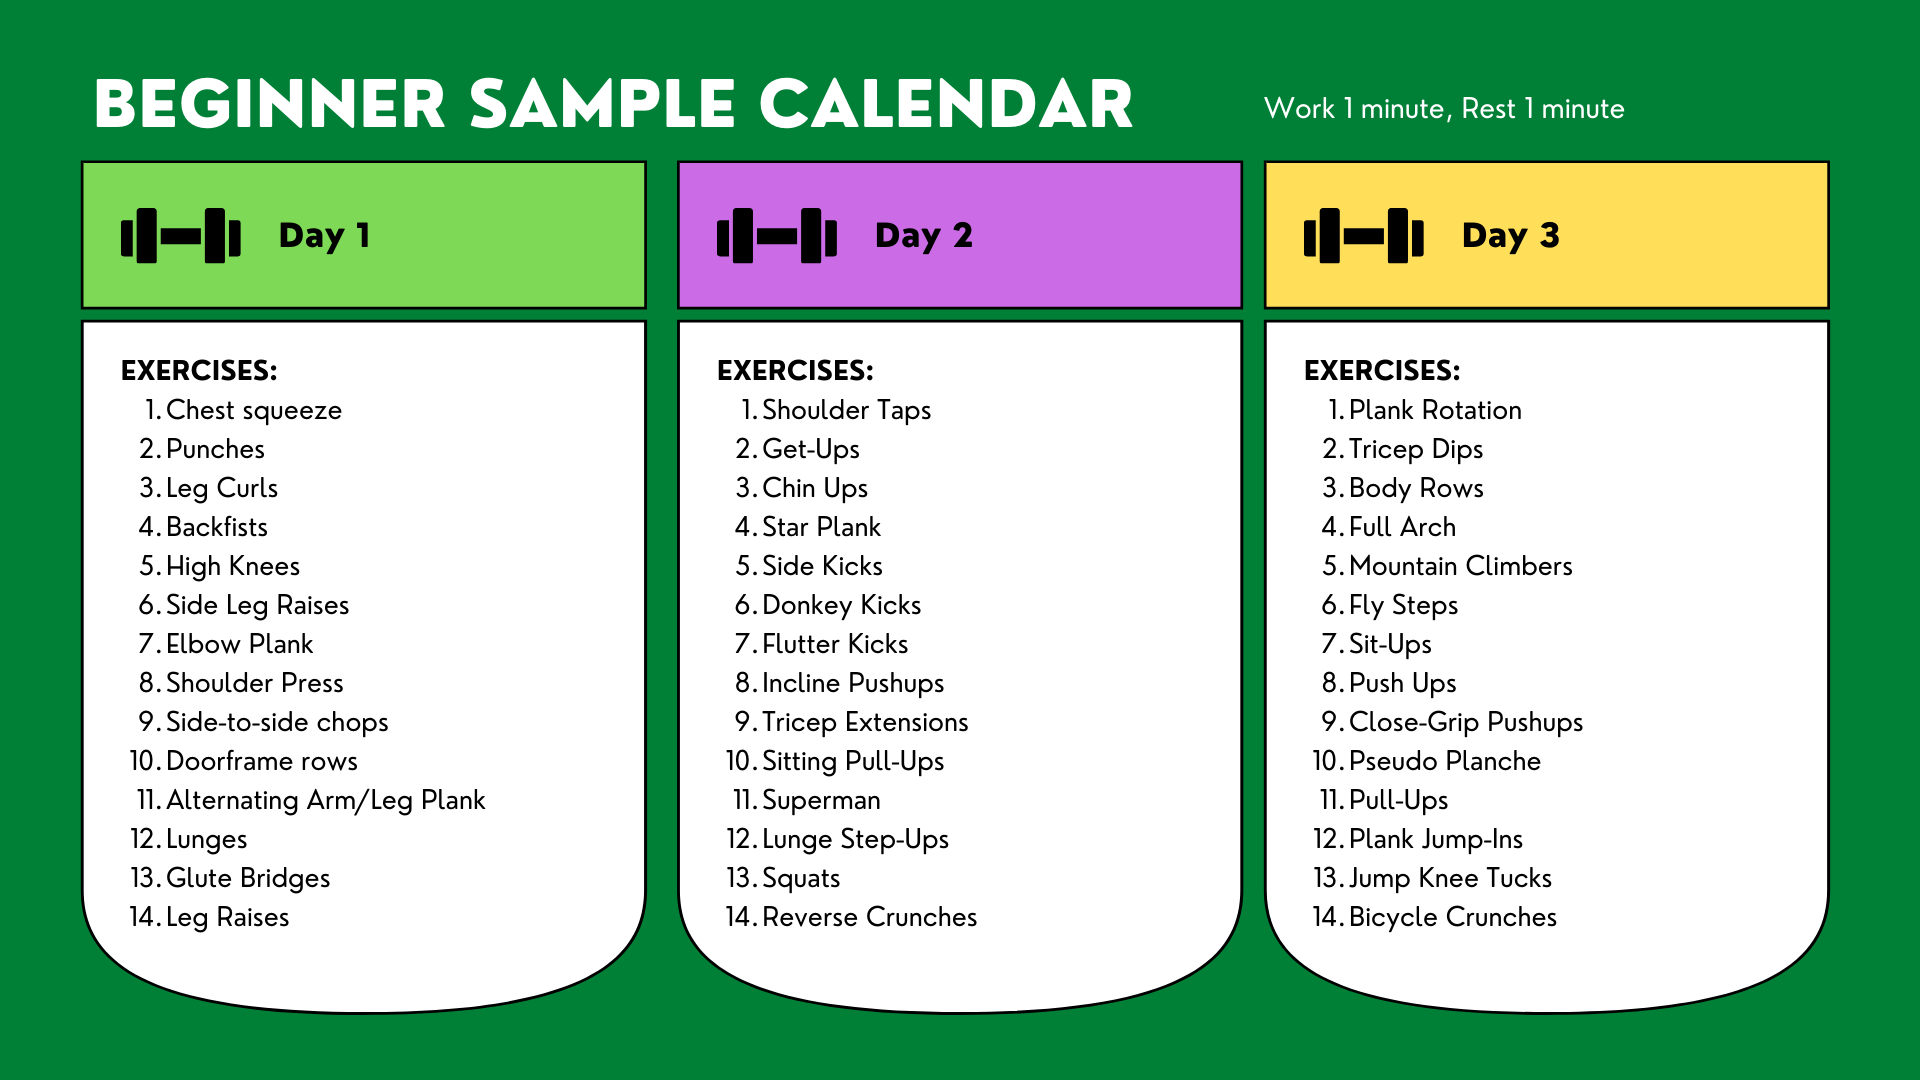 BEGINNER SAMPLE CALENDAR
Work 1 minute, Rest 1 minute
Day 1
EXERCISES:
1. Chest squeeze
2. Punches
3. Leg Curls
4. Backfists
5. High Knees
6. Side Leg Raises
7. Elbow Plank
8. Shoulder Press
9. Side-to-side chops
10. Doorframe rows
11. Alternating Arm/Leg Plank
12. Lunges
13. Glute Bridges
14. Leg Raises
Day 2
EXERCISES:
1. Shoulder Taps
2. Get-Ups
3. Chin Ups
4. Star Plank
5. Side Kicks
6. Donkey Kicks
7. Flutter Kicks
8. Incline Pushups
9. Tricep Extensions
10. Sitting Pull-Ups
11. Superman
12. Lunge Step-Ups
13. Squats
14. Reverse Crunches
Day 3
EXERCISES:
1. Plank Rotation
2. Tricep Dips
3. Body Rows
4. Full Arch
5. Mountain Climbers
6. Fly Steps
7. Sit-Ups
8. Push Ups
9. Close-Grip Pushups
10. Pseudo Planche
11. Pull-Ups
12. Plank Jump-Ins
13. Jump Knee Tucks
14. Bicycle Crunches